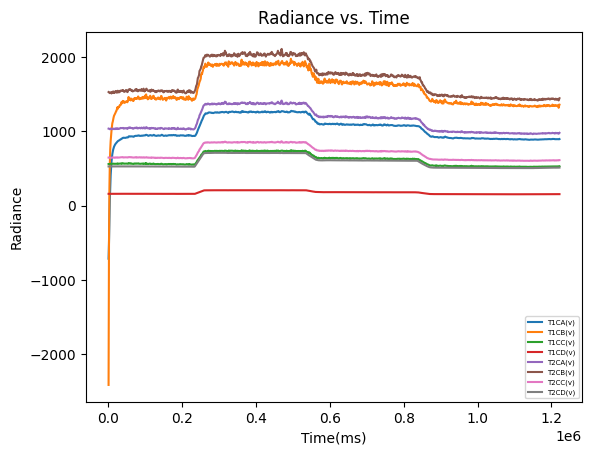 Radiance vs. Time
Radiance
2000
1000
0
−1000
−2000
T1CA(v)
T1CB(v)
T1CC(v)
T1CD(v)
T2CA(v)
T2CB(v)
T2CC(v)
T2CD(v)
0.0 0.2 0.4 0.6 0.8 1.0 1.2
1e6
Time(ms)